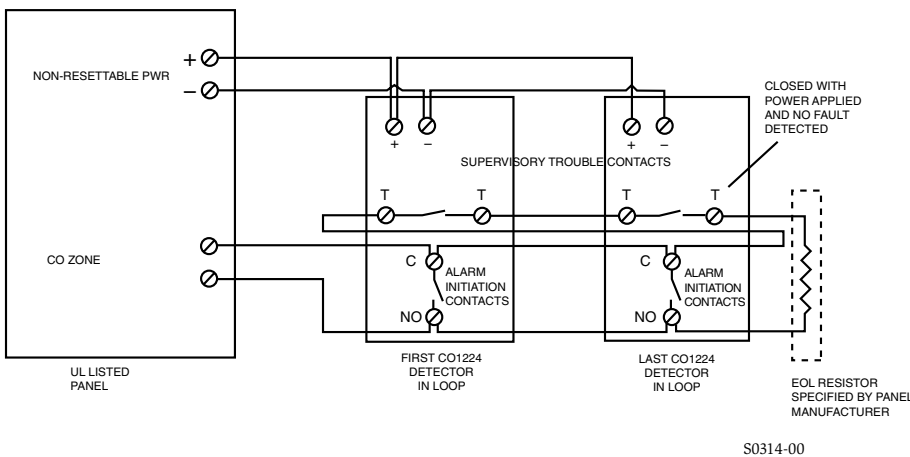 NON-RESETTABLE PWR
+
–
CO ZONE
UL LISTED
PANEL
+
–
+
–
SUPERVISORY TROUBLE CONTACTS
CLOSED WITH
POWER APPLIED
AND NO FAULT
DETECTED
T
T
T
T
C
ALARM
INITIATION
CONTACTS
NO
C
ALARM
INITIATION
CONTACTS
NO
FIRST CO1224
DETECTOR
IN LOOP
LAST CO1224
DETECTOR
IN LOOP
EOL RESISTOR
SPECIFIED BY PANEL
MANUFACTURER
S0314-00